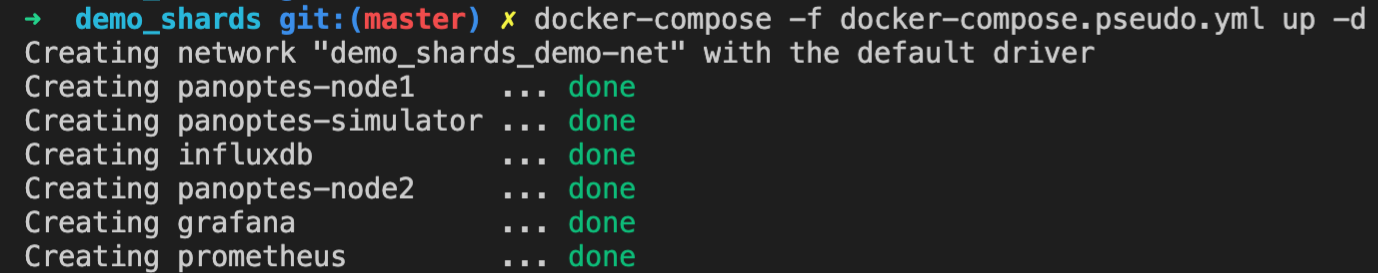 ➜ demo_shards git:(master) ✗ docker-compose -f docker-compose.pseudo.yml up -d
Creating network "demo_shards_demo-net" with the default driver
Creating panoptes-node1     ... done
Creating panoptes-simulator ... done
Creating influxdb           ... done
Creating panoptes-node2     ... done
Creating grafana            ... done
Creating prometheus         ... done